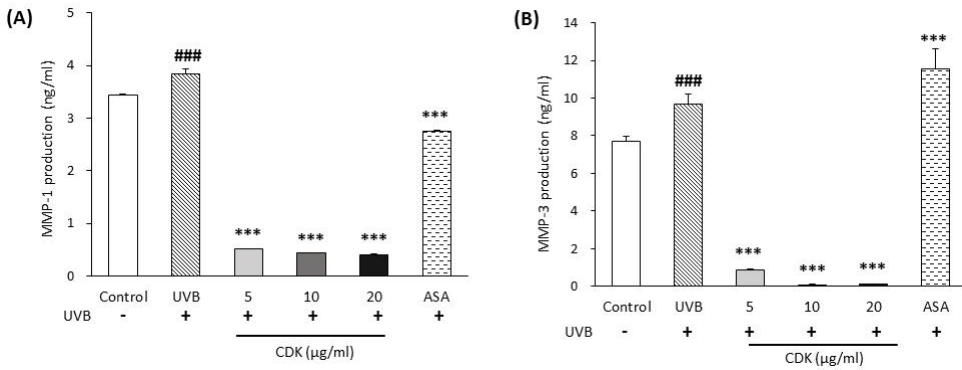 (A)
MMP-1 production (ng/ml)
5
4
3
2
1
0
###
***
***
***
***
Control UVB 5 10 20 ASA
UVB - + + + + +
CDK (μg/ml)
(B)
MMP-3 production (ng/ml)
14
12
10
8
6
4
2
0
###
***
***
***
***
Control UVB 5 10 20 ASA
UVB - + + + + +
CDK (μg/ml)